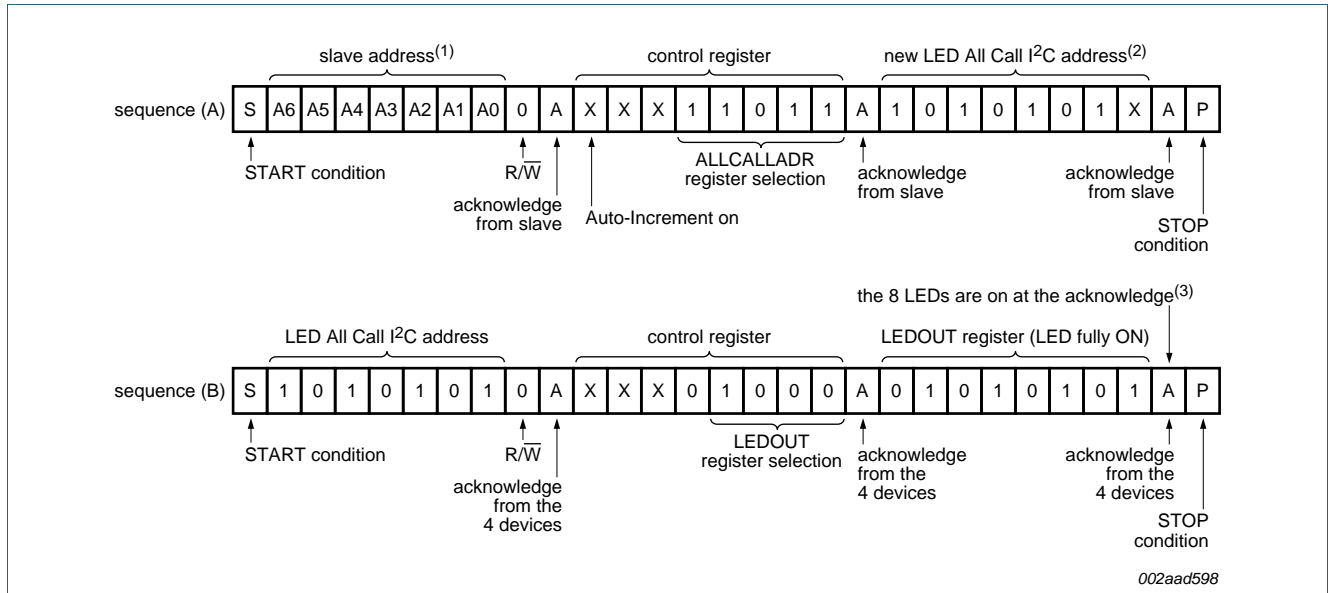 slave address(1)
control register
new LED All Call I2C address(2)
sequence (A)
S A6 A5 A4 A3 A2 A1 A0 0 A X X X 1 1 0 1 1 A 1 0 1 0 1 0 1 X A P
START condition
R/W
acknowledge
from slave
Auto-Increment on
ALLCALLADR
register selection
acknowledge
from slave
acknowledge
from slave
STOP
condition
the 8 LEDs are on at the acknowledge(3)
LED All Call I2C address
control register
LEDOUT register (LED fully ON)
sequence (B)
S 1 0 1 0 1 0 1 0 A X X X 0 1 0 0 0 A 0 1 0 1 0 1 0 1 A P
START condition
R/W
acknowledge
from the
4 devices
LEDOUT
register selection
acknowledge
from the
4 devices
acknowledge
from the
4 devices
STOP
condition
002aad598